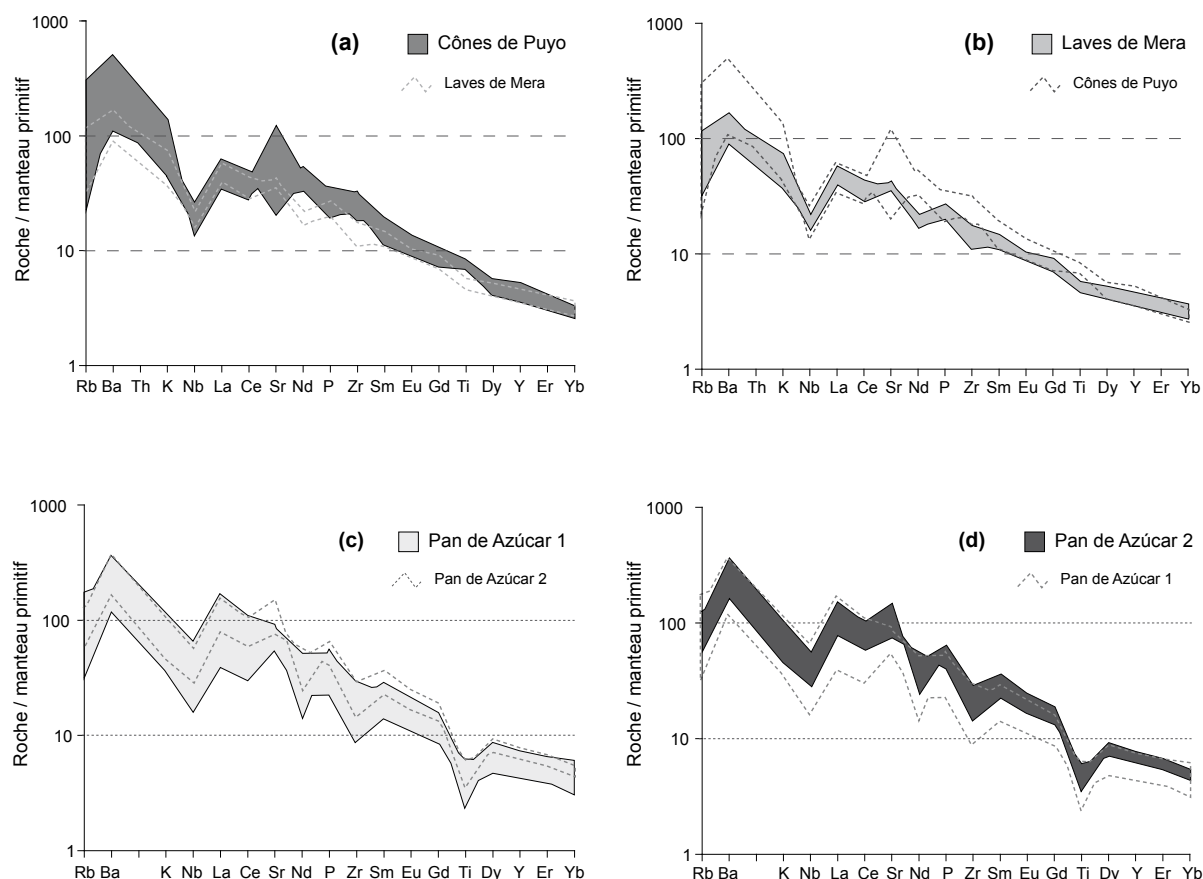 1000
100
10
1
Roche / manteau primitif
(a)
Cônes de Puyo
Laves de Mera
Rb Ba Th K Nb La Ce Sr Nd P Zr Sm Eu Gd Ti Dy Y Er Yb
1000
100
10
1
Roche / manteau primitif
(b)
Laves de Mera
Cônes de Puyo
Rb Ba Th K Nb La Ce Sr Nd P Zr Sm Eu Gd Ti Dy Y Er Yb
1000
100
10
1
Roche / manteau primitif
(c)
Pan de Azúcar 1
Pan de Azúcar 2
Rb Ba K Nb La Ce Sr Nd P Zr Sm Eu Gd Ti Dy Y Er Yb
1000
100
10
1
Roche / manteau primitif
(d)
Pan de Azúcar 2
Pan de Azúcar 1
Rb Ba K Nb La Ce Sr Nd P Zr Sm Eu Gd Ti Dy Y Er Yb